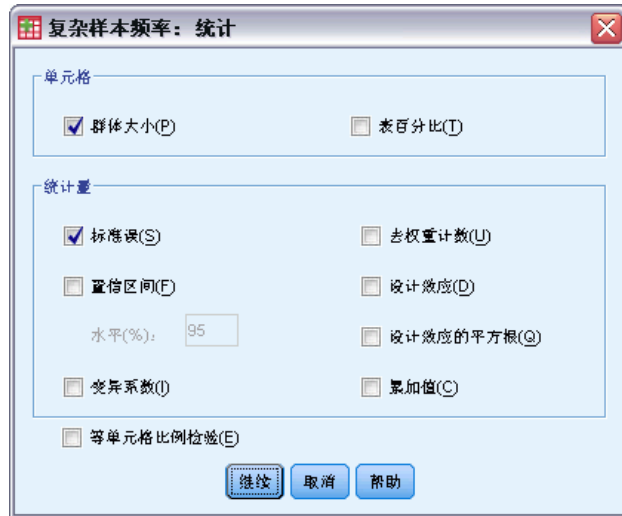 复杂样本频率：统计
单元格
群体大小(P)
表百分比(T)
统计量
标准误(S)
去权重计数(U)
置信区间(F)
设计效应(D)
水平(%)： 95
设计效应的平方根(Q)
变异系数(I)
累加值(C)
等单元格比例检验(E)
继续 取消 帮助